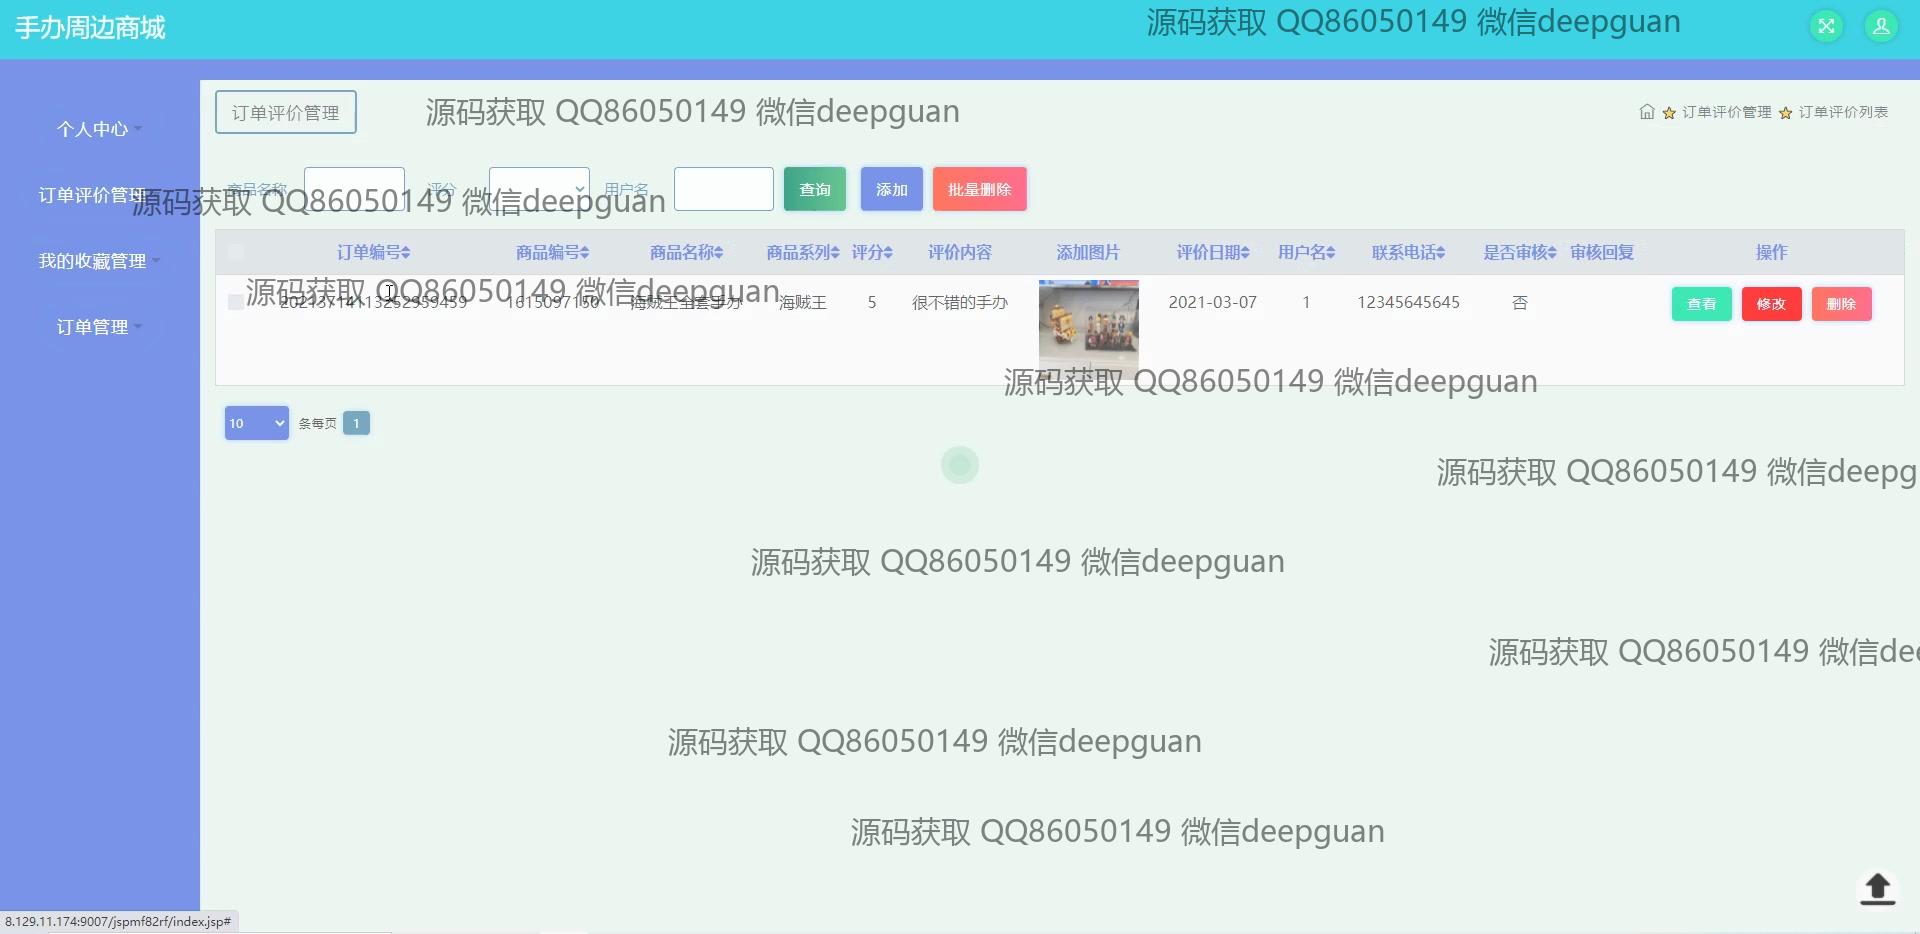 手办周边商城
源码获取 QQ86050149 微信deepguan
订单评价管理
源码获取 QQ86050149 微信deepguan
订单评价管理 订单评价列表
个人中心
订单评价管理
我的收藏管理
订单管理
商品名称 评分 用户名 查询 添加 批量删除
源码获取 QQ86050149 微信deepguan
订单编号 商品编号 商品名称 商品系列 评分 评价内容 添加图片 评价日期 用户名 联系电话 是否审核 审核回复 操作
源码获取 QQ86050149 微信deepguan
1615097150 海贼王全套手办 海贼王 5 很不错的手办 2021-03-07 1 12345645645 否 查看 修改 删除
源码获取 QQ86050149 微信deepguan
10 条每页 1
源码获取 QQ86050149 微信deepg
源码获取 QQ86050149 微信deepguan
源码获取 QQ86050149 微信dee
源码获取 QQ86050149 微信deepguan
源码获取 QQ86050149 微信deepguan
8.129.11.174:9007/jspmf82rf/index.jsp#